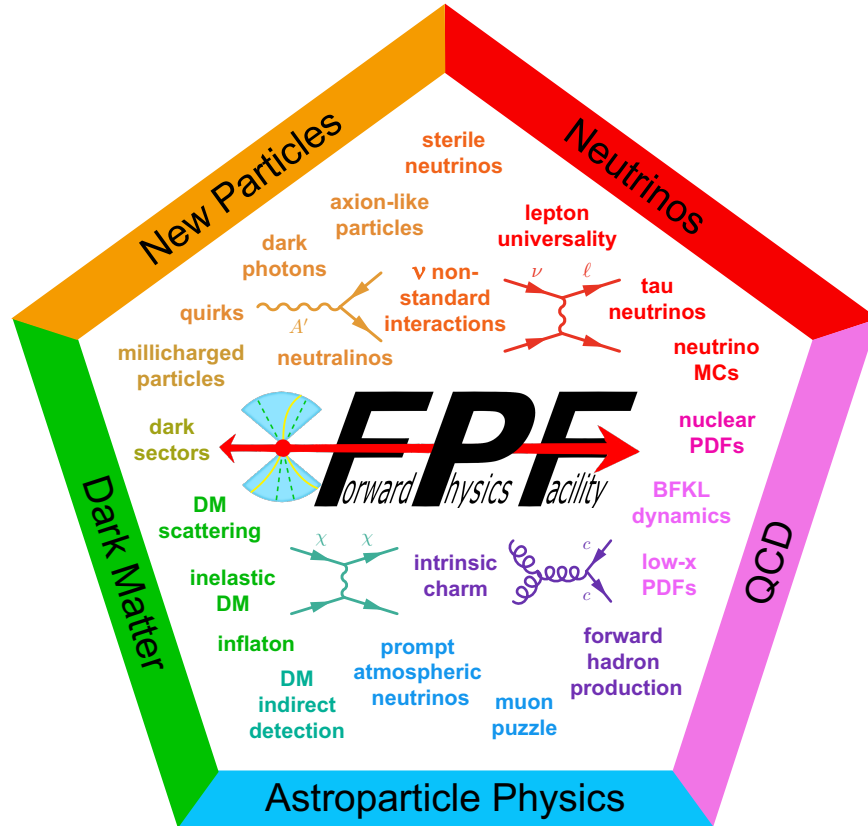 New Particles
Neutrinos
sterile
neutrinos
axion-like
particles
lepton
universality
dark
photons
ν non-
standard
interactions
ν
ℓ
tau
neutrinos
quirks
A′
neutralinos
millicharged
particles
neutrino
MCs
dark
sectors
FPF
Forward Physics Facility
nuclear
PDFs
BFKL
dynamics
DM
scattering
Dark Matter
QCD
χ
χ
inelastic
DM
intrinsic
charm
c
c
low-x
PDFs
inflaton
prompt
atmospheric
neutrinos
forward
hadron
production
DM
indirect
detection
muon
puzzle
Astroparticle Physics